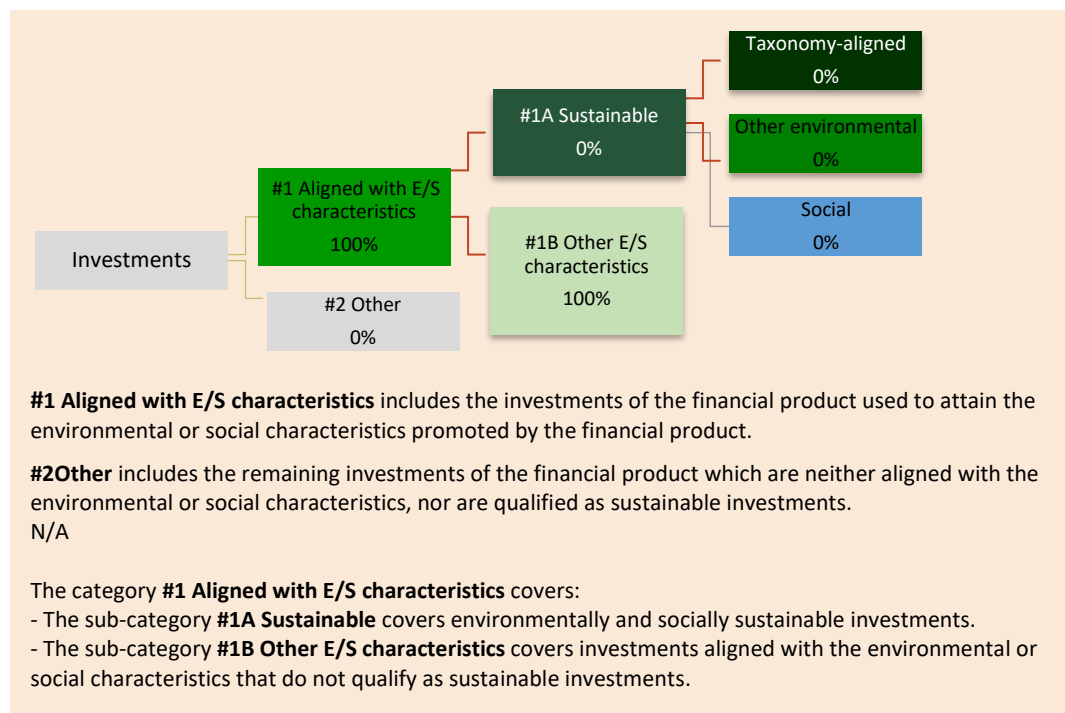 Investments
#1 Aligned with E/S
characteristics
100%
#2 Other
0%
#1A Sustainable
0%
#1B Other E/S
characteristics
100%
Taxonomy-aligned
0%
Other environmental
0%
Social
0%
#1 Aligned with E/S characteristics includes the investments of the financial product used to attain the
environmental or social characteristics promoted by the financial product.
#2Other includes the remaining investments of the financial product which are neither aligned with the
environmental or social characteristics, nor are qualified as sustainable investments.
N/A
The category #1 Aligned with E/S characteristics covers:
- The sub-category #1A Sustainable covers environmentally and socially sustainable investments.
- The sub-category #1B Other E/S characteristics covers investments aligned with the environmental or
social characteristics that do not qualify as sustainable investments.